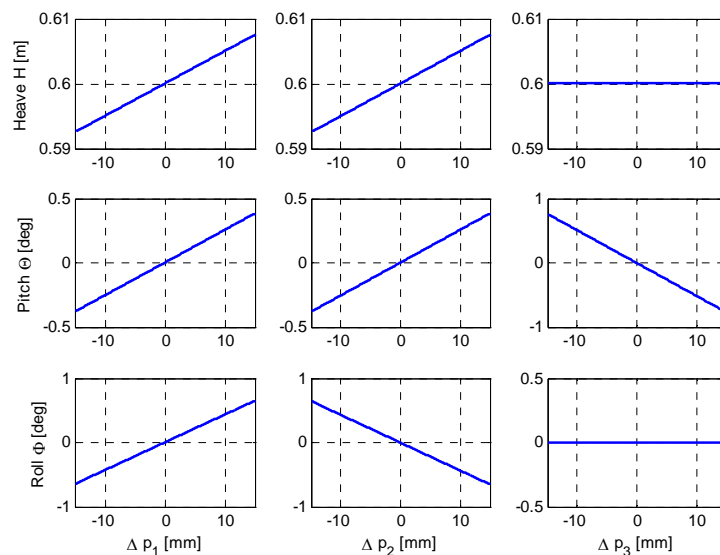 0.61 0.61 0.61
Heave H [m]
0.6 0.6 0.6
0.59 0.59 0.59
-10 0 10 -10 0 10 -10 0 10
0.5 0.5 1
Pitch Θ [deg]
0 0 0
-0.5 -0.5 -1
-10 0 10 -10 0 10 -10 0 10
1 1 0.5
Roll Φ [deg]
0 0 0
-1 -1 -0.5
-10 0 10 -10 0 10 -10 0 10
Δ p₁ [mm] Δ p₂ [mm] Δ p₃ [mm]